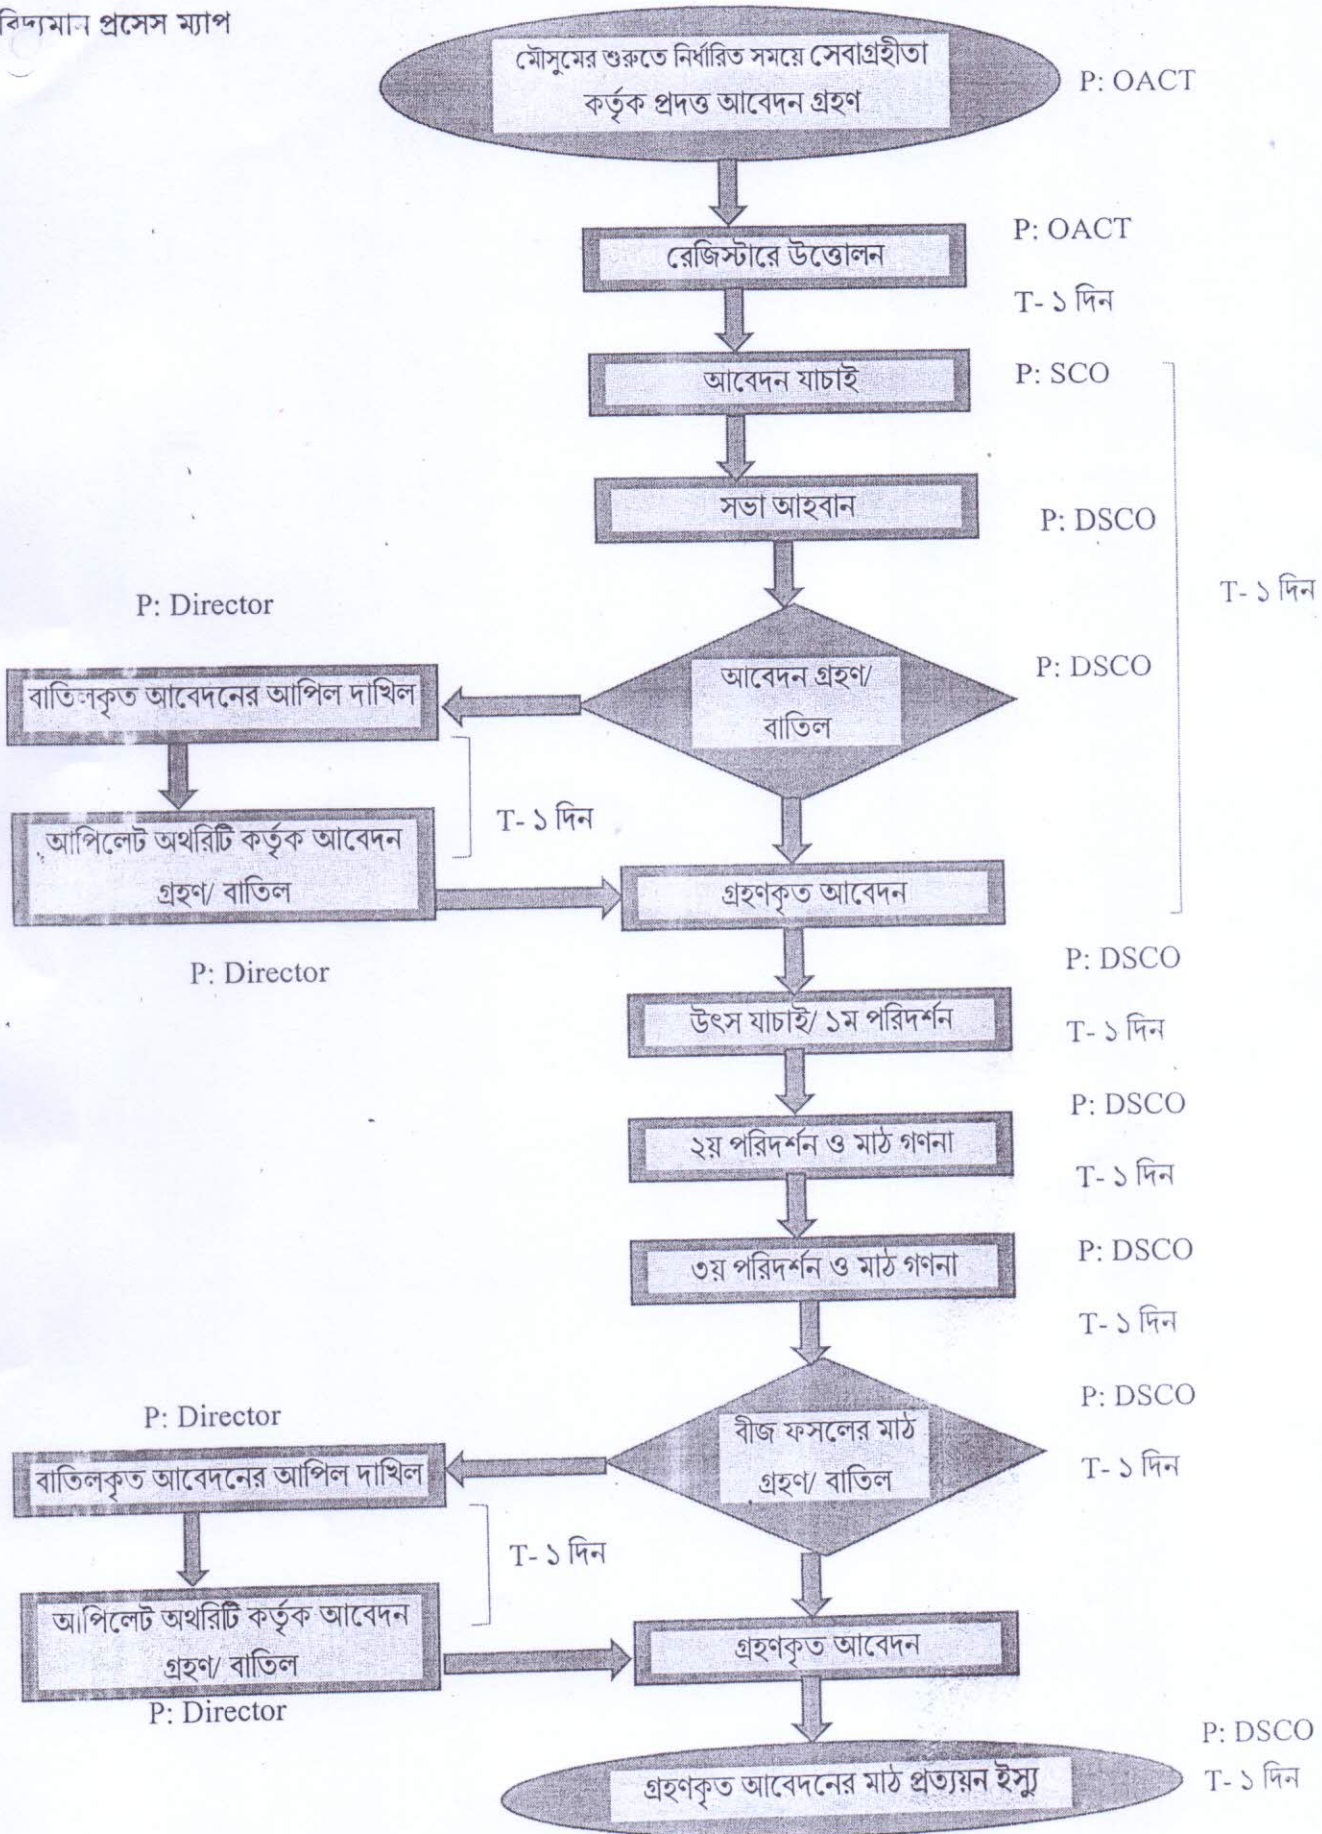 বিদ্যমান প্রসেস ম্যাপ
মৌসুমের শুরুতে নির্ধারিত সময়ে সেবাগ্রহীতা
কর্তৃক প্রদত্ত আবেদন গ্রহণ
P: OACT
রেজিস্টারে উত্তোলন
P: OACT
T- ১ দিন
আবেদন যাচাই
P: SCO
সভা আহবান
P: DSCO
T- ১ দিন
P: Director
আবেদন গ্রহণ/
বাতিল
P: DSCO
বাতিলকৃত আবেদনের আপিল দাখিল
T- ১ দিন
আপিলেট অথরিটি কর্তৃক আবেদন
গ্রহণ/ বাতিল
গ্রহণকৃত আবেদন
P: Director
P: DSCO
উৎস যাচাই/ ১ম পরিদর্শন
T- ১ দিন
P: DSCO
২য় পরিদর্শন ও মাঠ গণনা
T- ১ দিন
P: DSCO
৩য় পরিদর্শন ও মাঠ গণনা
T- ১ দিন
P: DSCO
P: Director
বীজ ফসলের মাঠ
গ্রহণ/ বাতিল
T- ১ দিন
বাতিলকৃত আবেদনের আপিল দাখিল
T- ১ দিন
আপিলেট অথরিটি কর্তৃক আবেদন
গ্রহণ/ বাতিল
গ্রহণকৃত আবেদন
P: Director
P: DSCO
T- ১ দিন
গ্রহণকৃত আবেদনের মাঠ প্রত্যয়ন ইস্যু